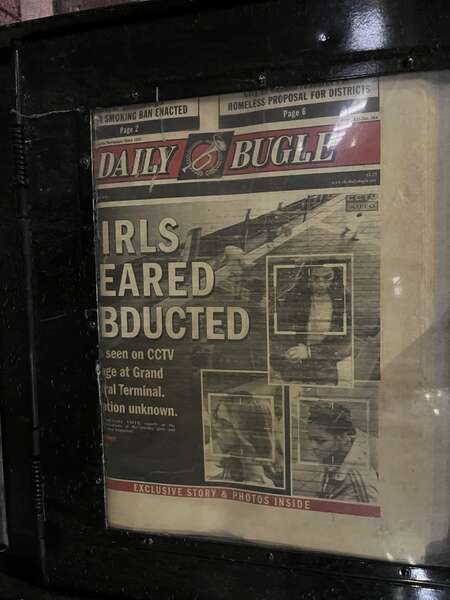 SMOKING BAN ENACTED
Page 2
HOMELESS PROPOSAL FOR DISTRICTS
Page 6
DAILY BUGLE
IRLS
EARED
BDUCTED
seen on CCTV
ge at Grand
al Terminal.
tion unknown.
EXCLUSIVE STORY & PHOTOS INSIDE